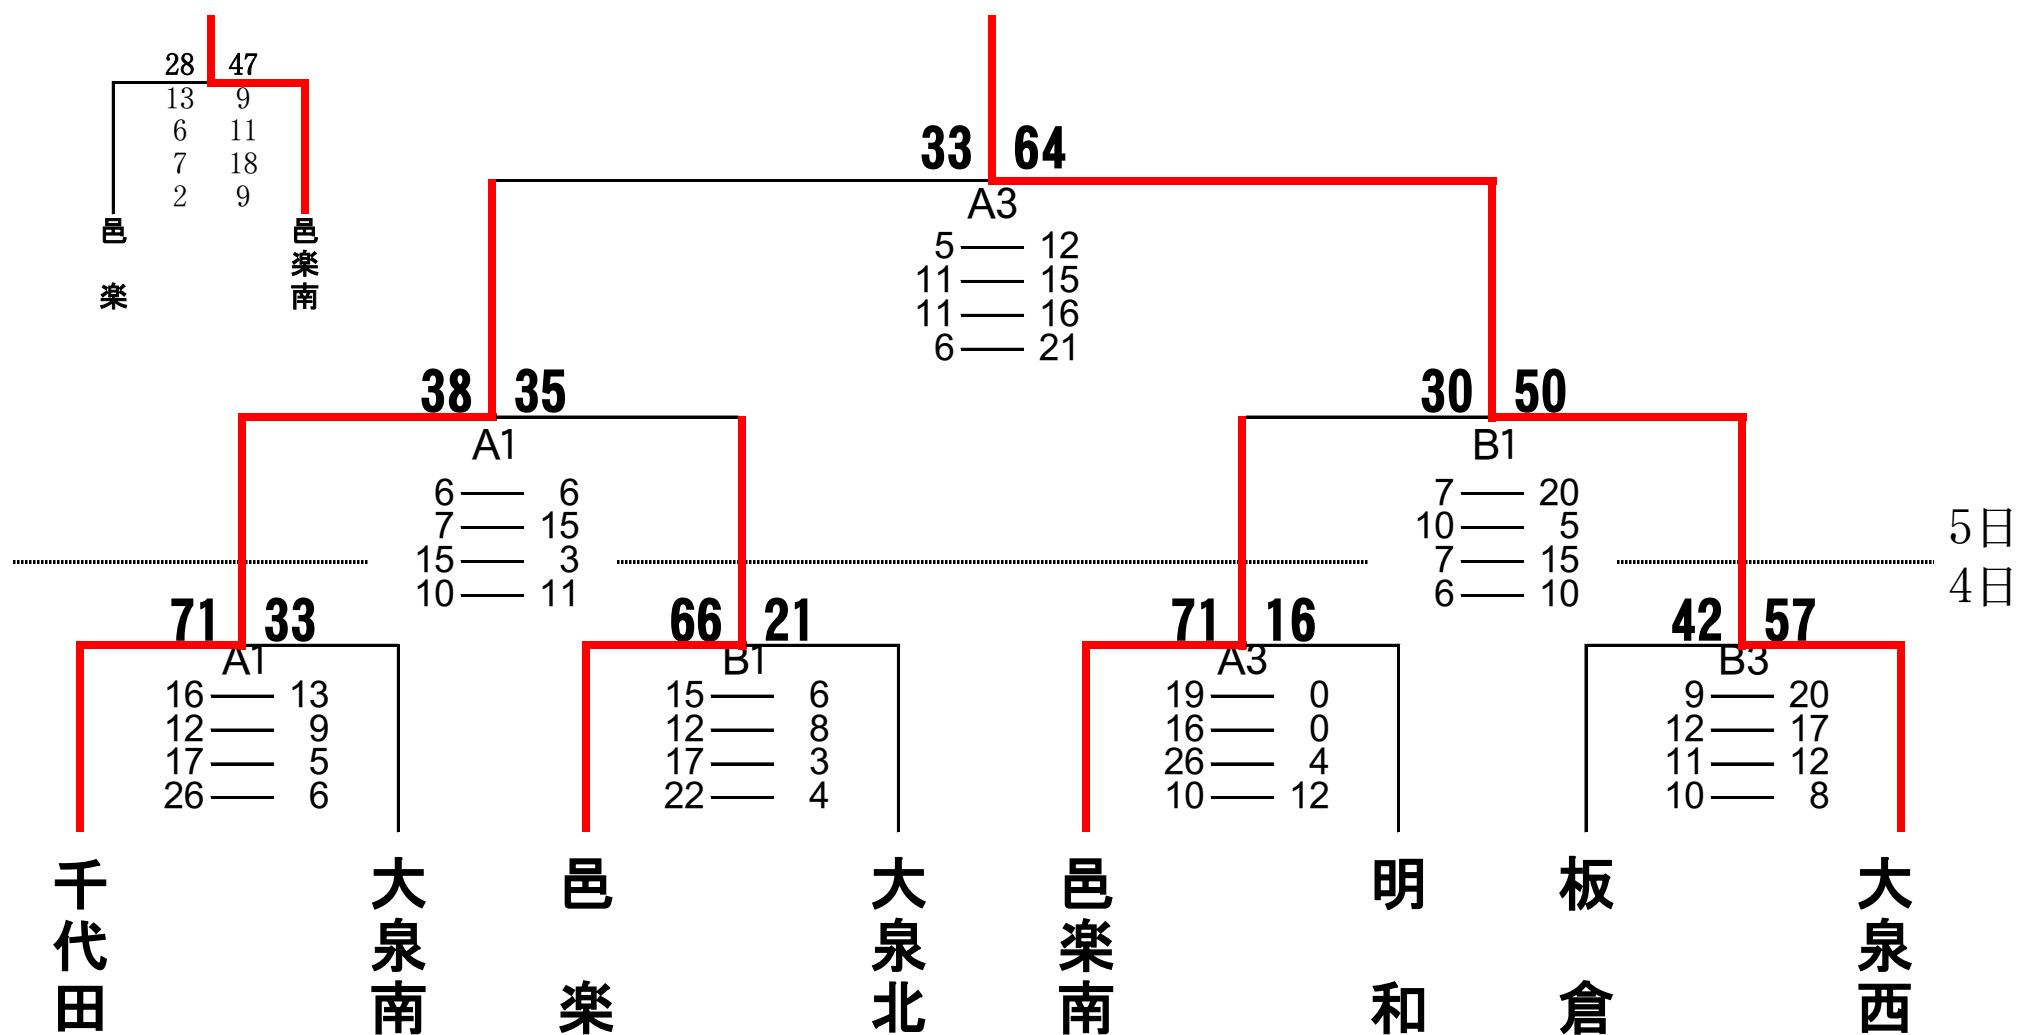 28 47
13 9
6 11
7 18
2 9
邑楽
邑楽南
33 64
A3
5 12
11 15
11 16
6 21
38 35
A1
6 6
7 15
15 3
10 11
30 50
B1
7 20
10 5
7 15
6 10
5日
4日
71 33
A1
16 13
12 9
17 5
26 6
66 21
B1
15 6
12 8
17 3
22 4
71 16
A3
19 0
16 0
26 4
10 12
42 57
B3
9 20
12 17
11 12
10 8
千代田
大泉南
邑楽
大泉北
邑楽南
明和
板倉
大泉西